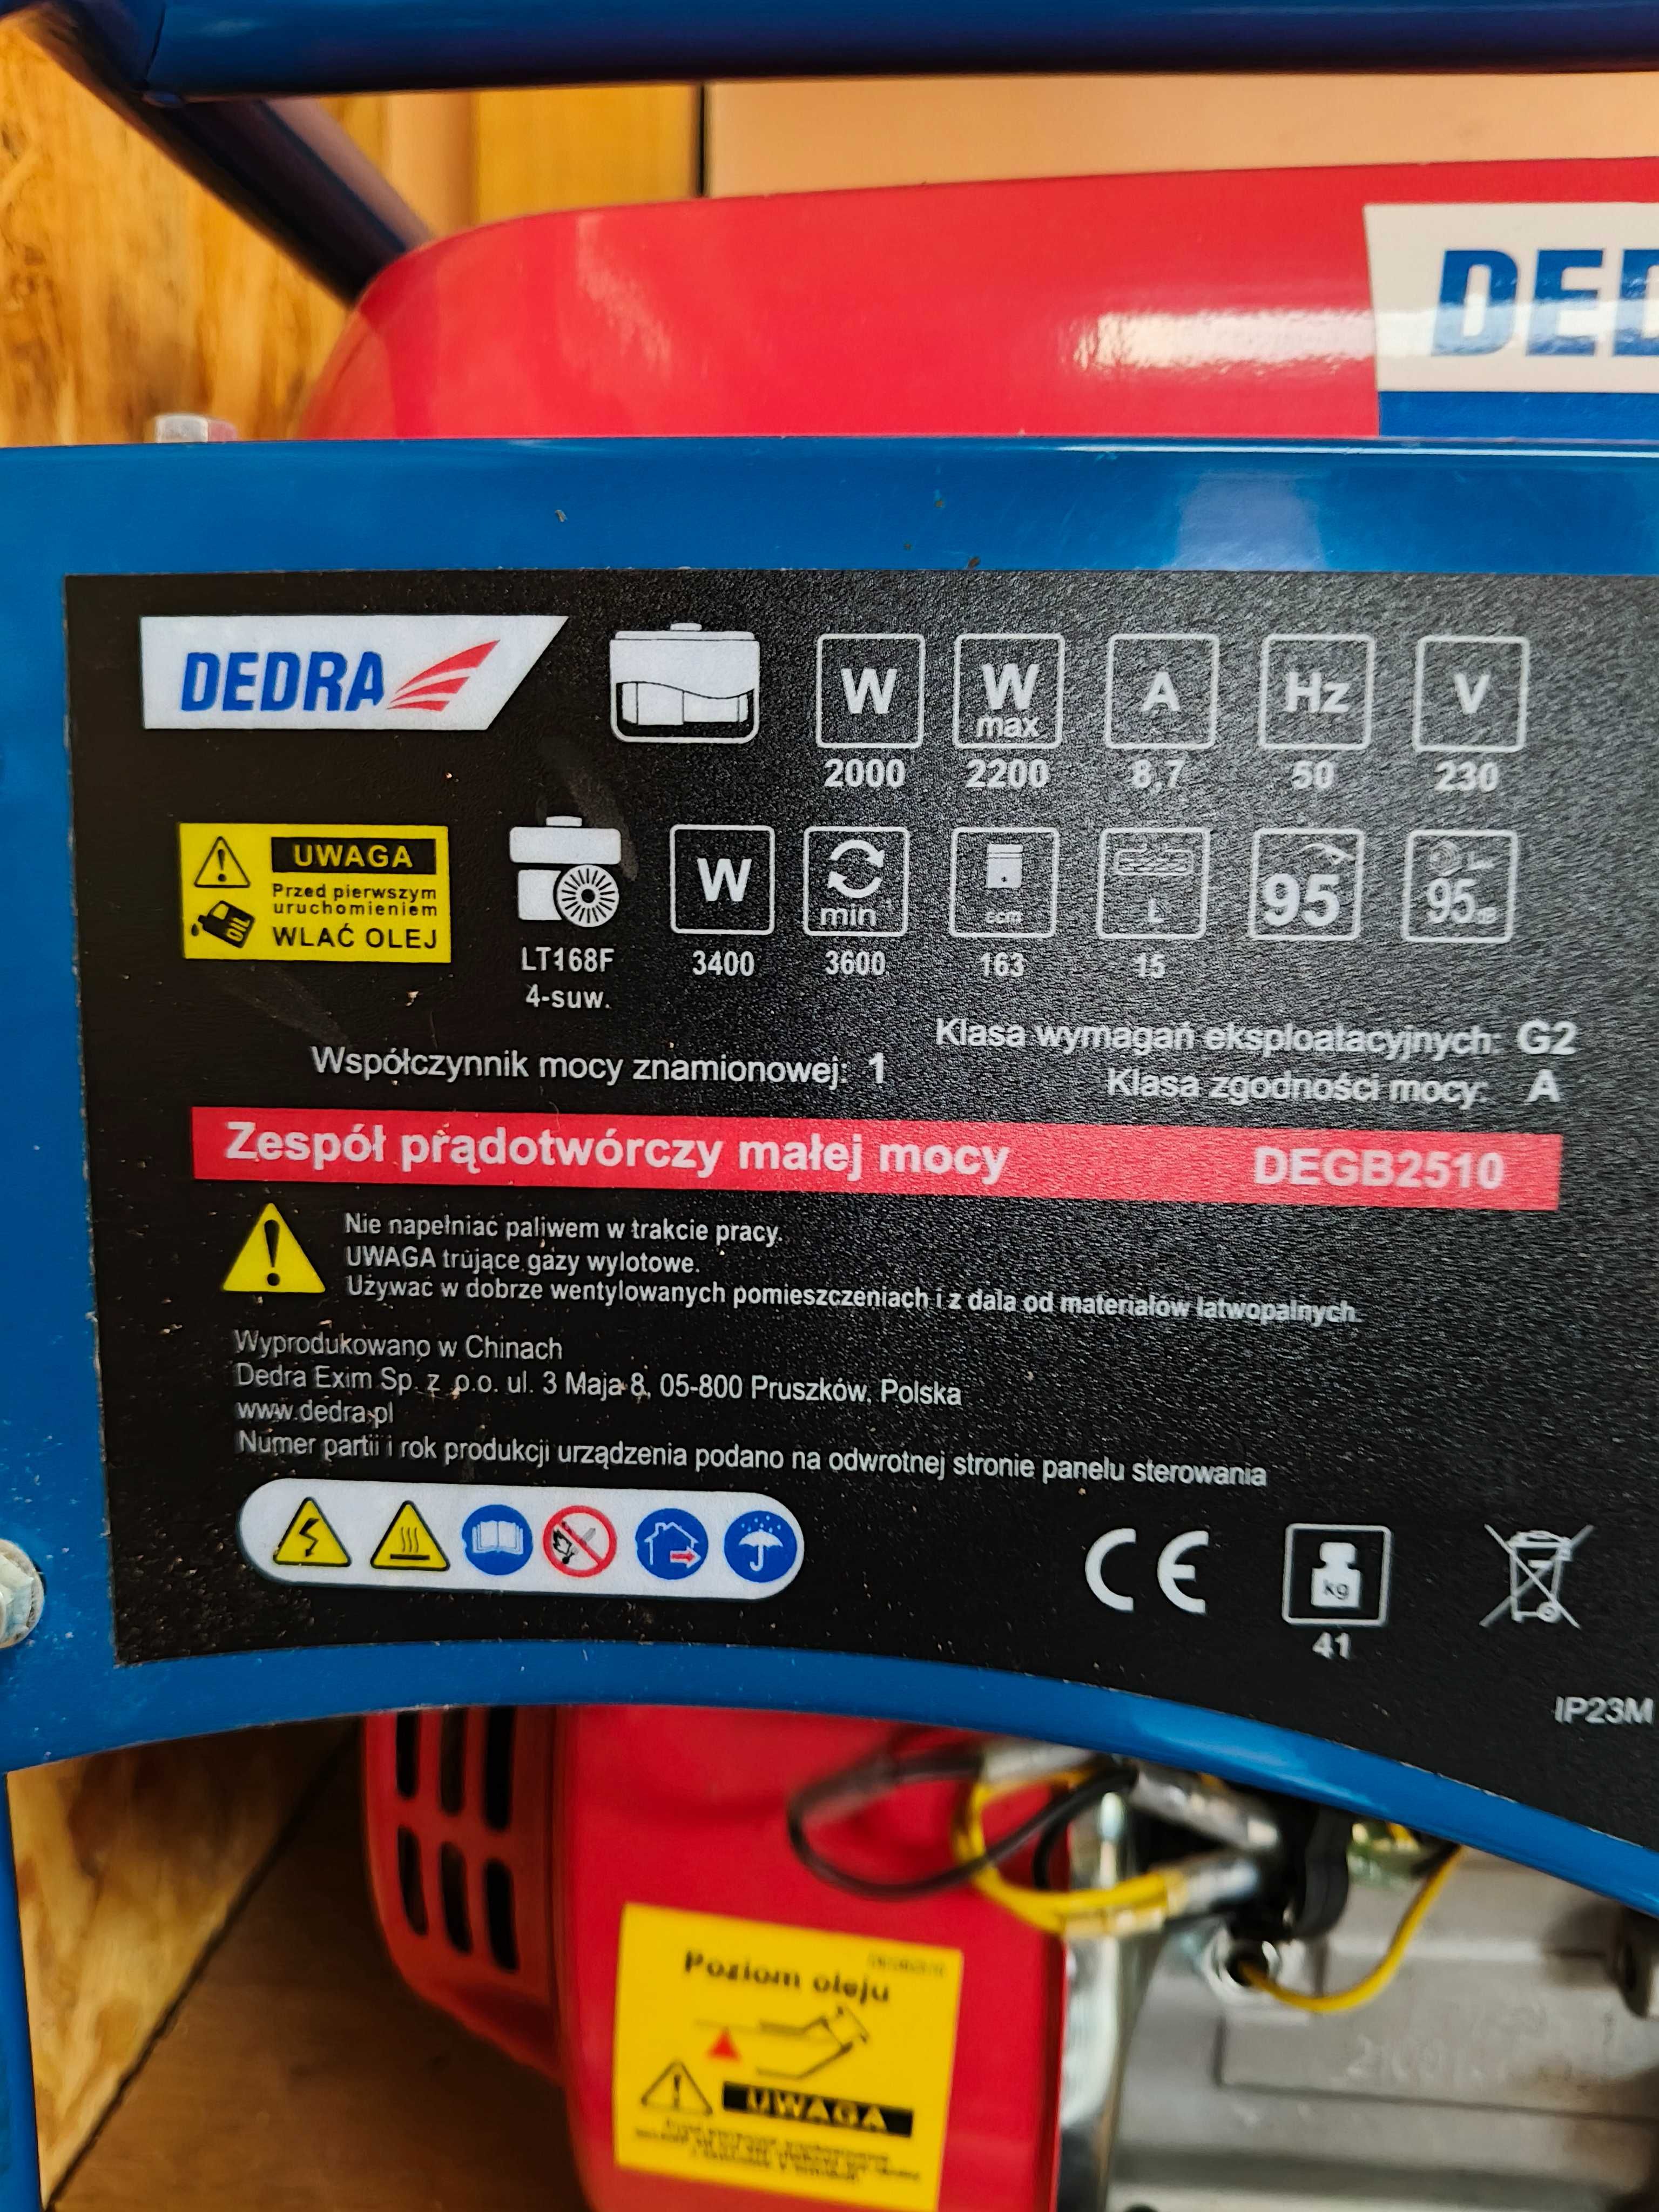 DED
DEDRA
W
W
max
A
Hz
V
2000
2200
8,7
50
230
UWAGA
Przed pierwszym
uruchomieniem
WLAĆ OLEJ
OIL
W
min
ccm
L
95
95 dB
LT168F
4-suw.
3400
3600
163
15
Klasa wymagań eksploatacyjnych: G2
Współczynnik mocy znamionowej: 1
Klasa zgodności mocy: A
Zespół prądotwórczy małej mocy DEGB2510
Nie napełniać paliwem w trakcie pracy.
UWAGA trujące gazy wylotowe.
Używać w dobrze wentylowanych pomieszczeniach i z dala od materiałów łatwopalnych.
Wyprodukowano w Chinach
Dedra Exim Sp. z o.o. ul. 3 Maja 8, 05-800 Pruszków, Polska
www.dedra.pl
Numer partii i rok produkcji urządzenia podano na odwrotnej stronie panelu sterowania
CE
kg
41
IP23M
Poziom oleju
UWAGA